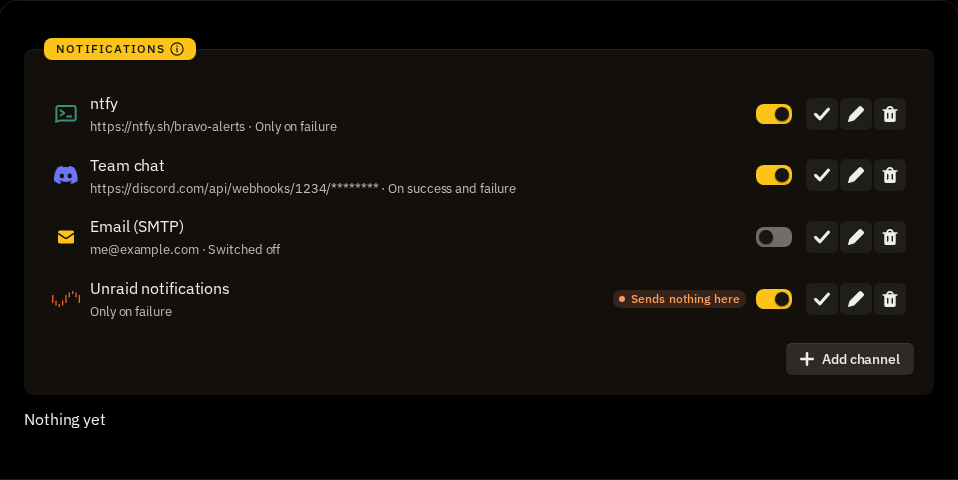 NOTIFICATIONS
ntfy
https://ntfy.sh/bravo-alerts · Only on failure
Team chat
https://discord.com/api/webhooks/1234/******** · On success and failure
Email (SMTP)
me@example.com · Switched off
Unraid notifications
Only on failure
Sends nothing here
Add channel
Nothing yet